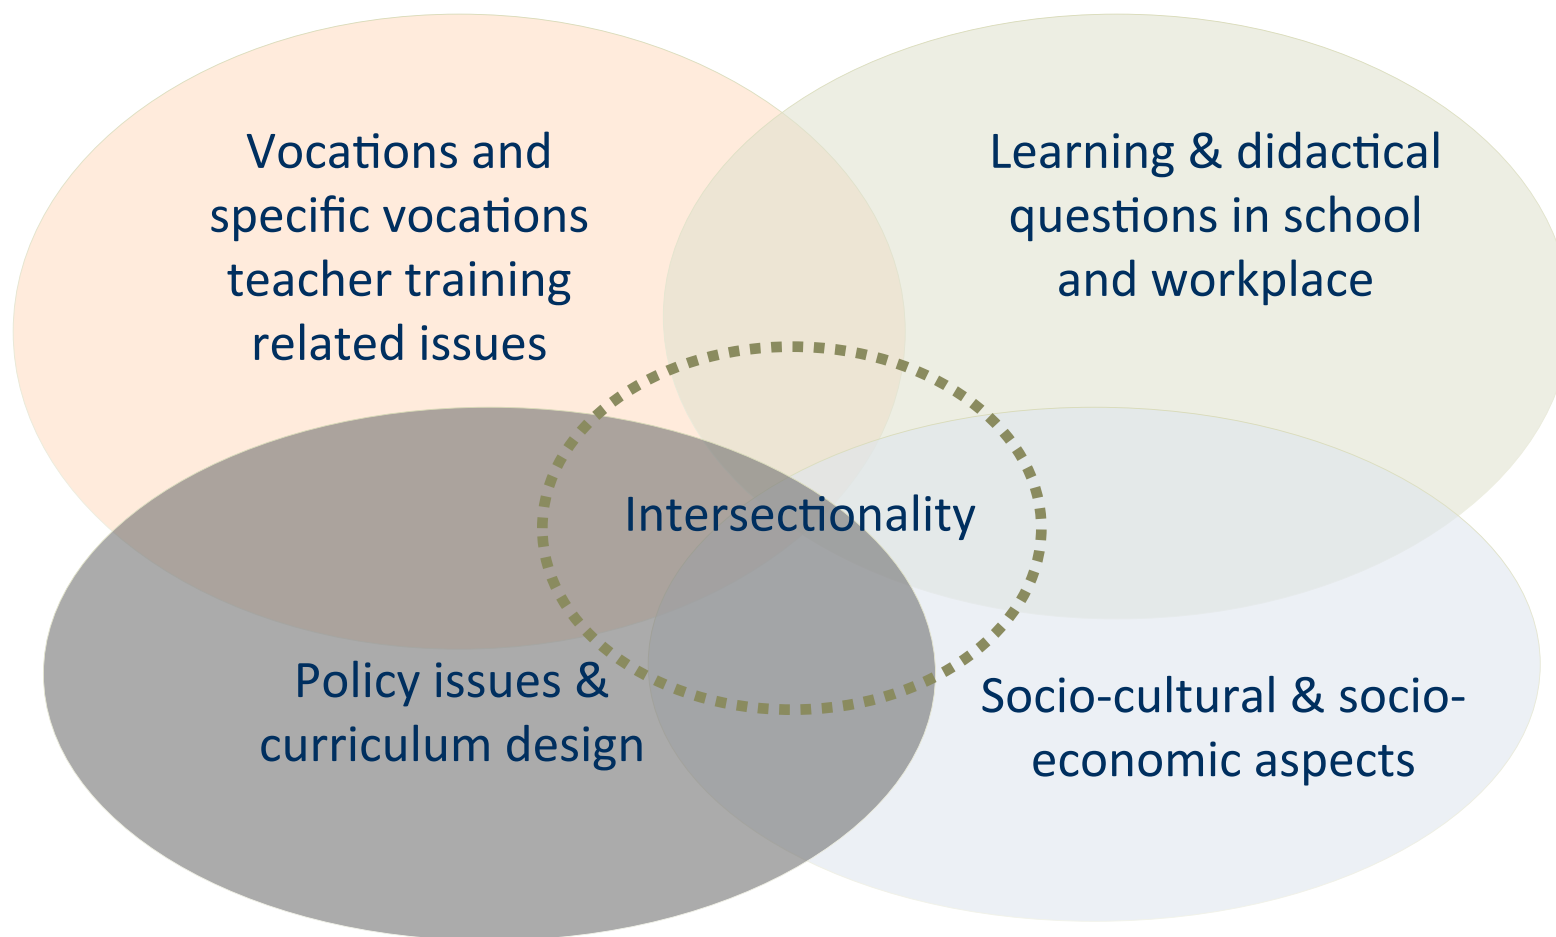 Vocations and
specific vocations
teacher training
related issues
Learning & didactical
questions in school
and workplace
Intersectionality
Policy issues &
curriculum design
Socio-cultural & socio-
economic aspects